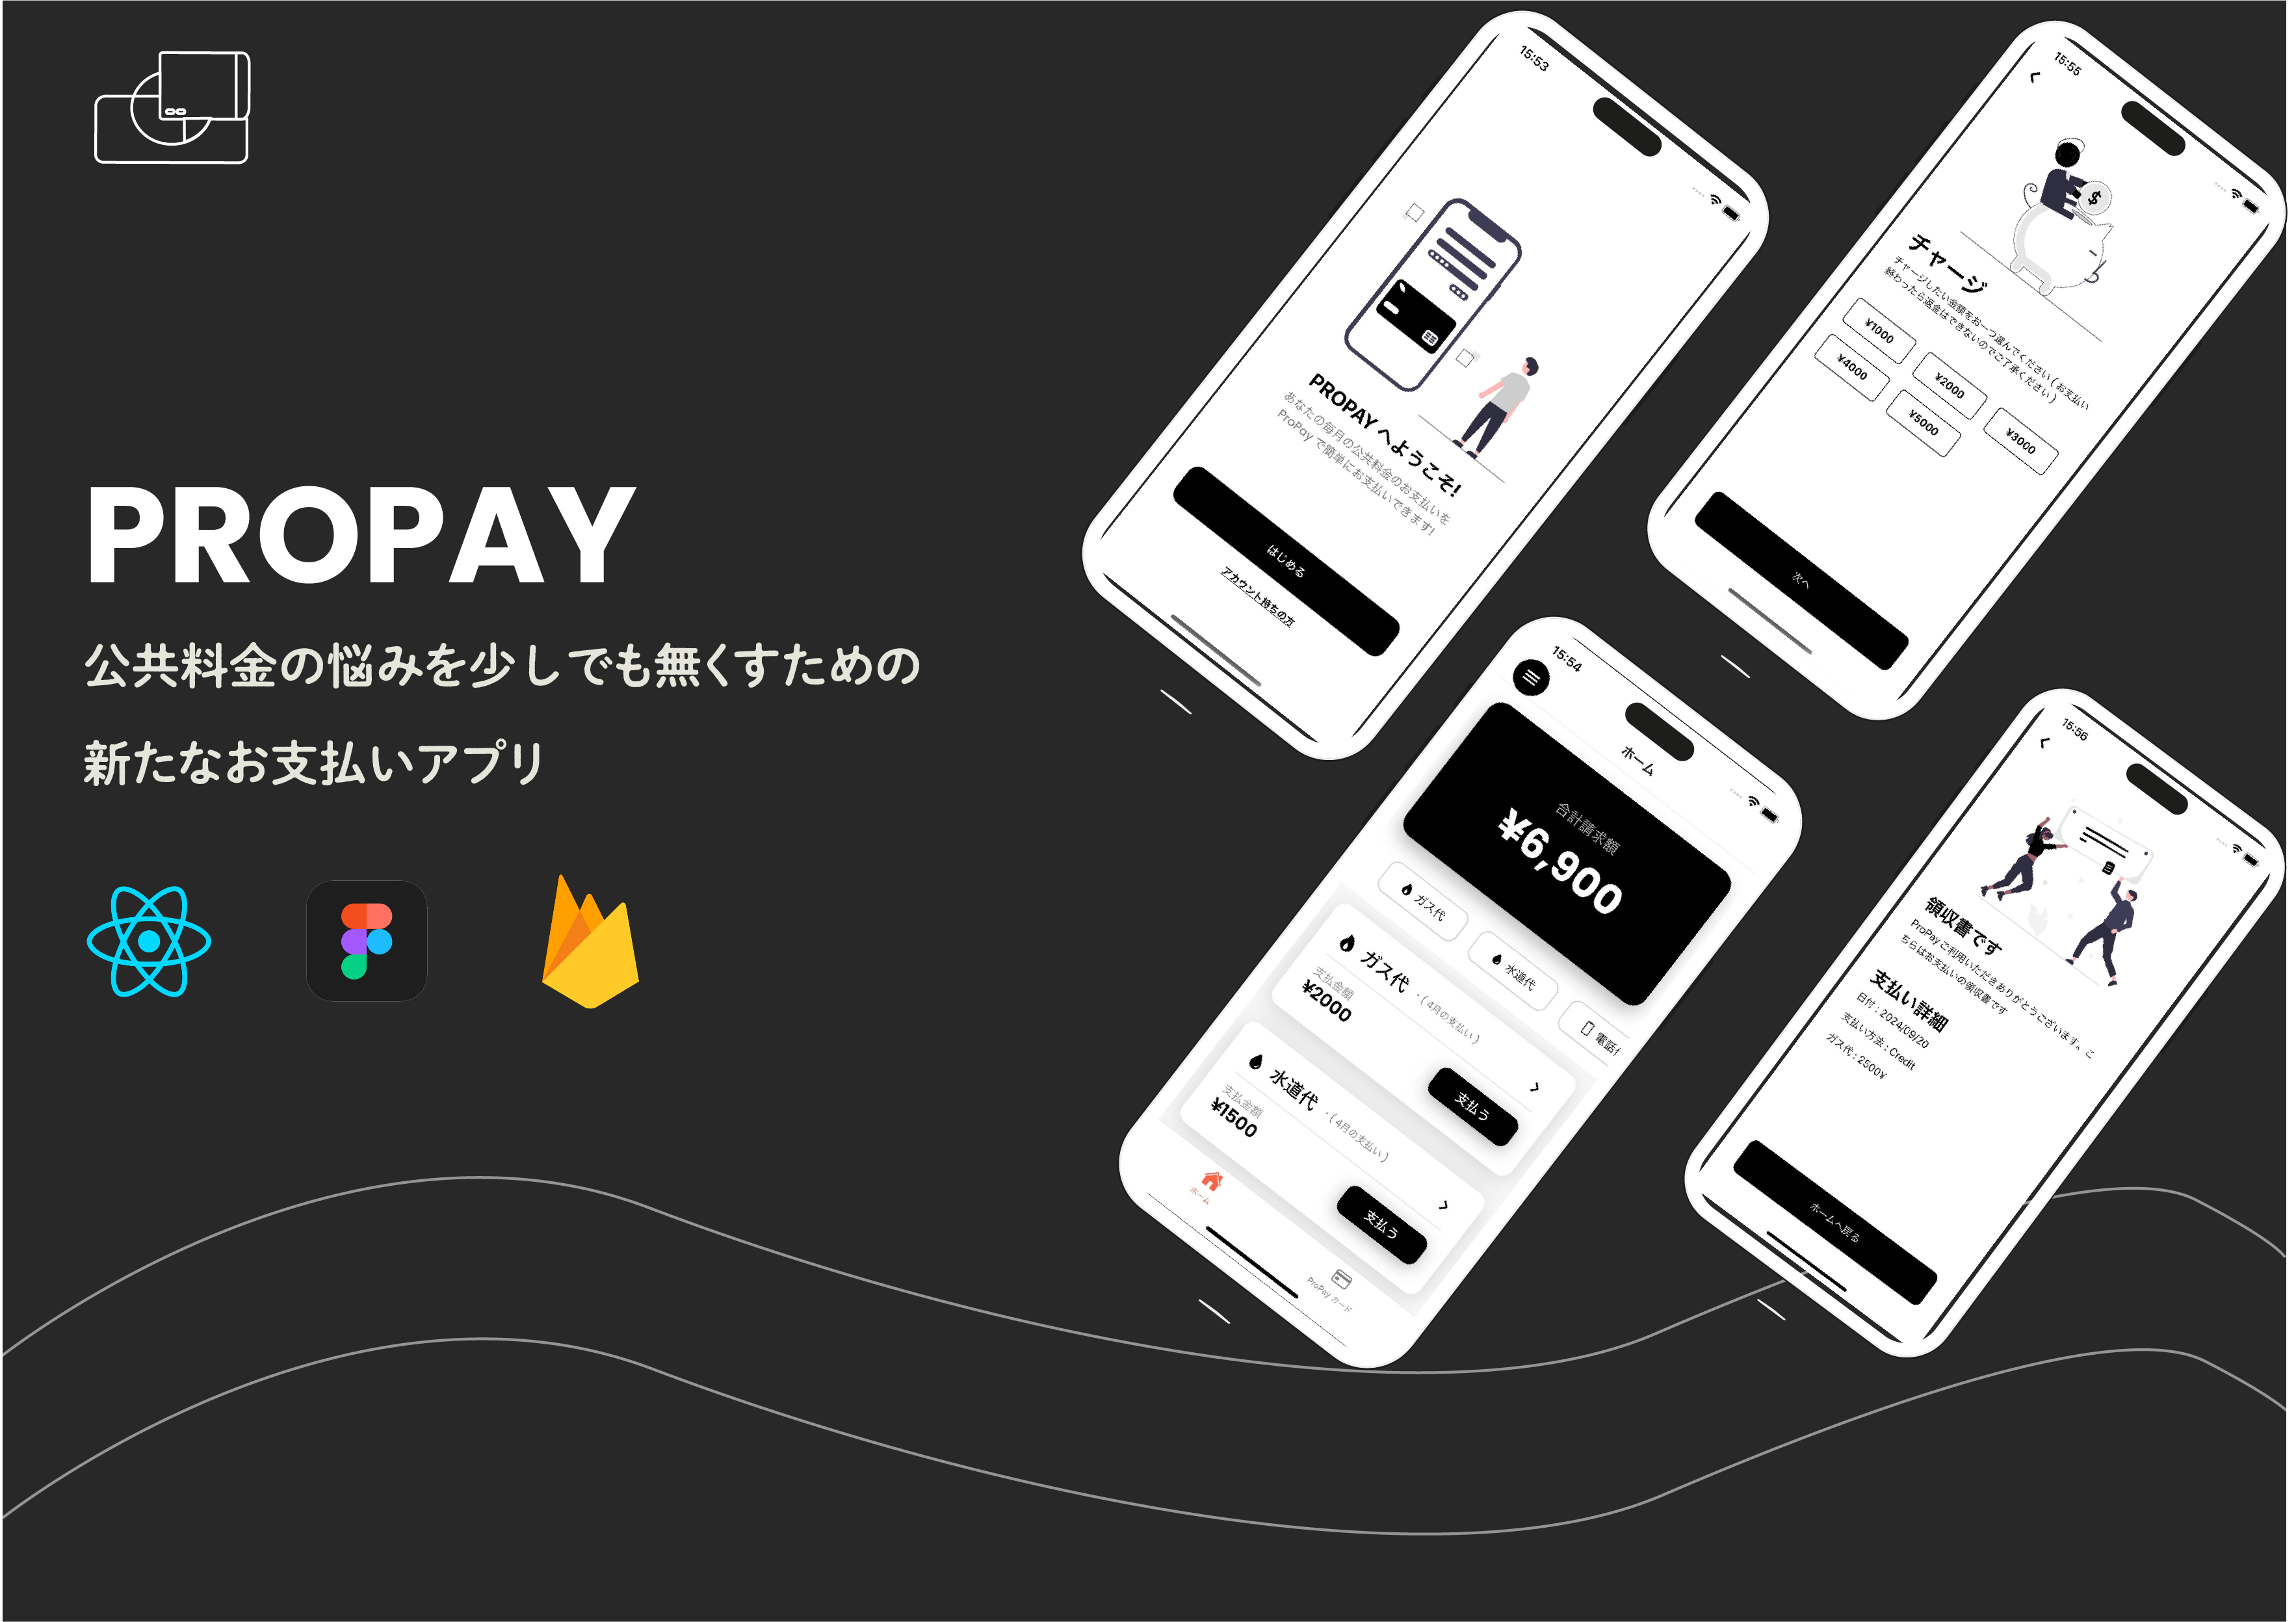 PROPAY
公共料金の悩みを少しでも無くすための
新たなお支払いアプリ
15:53
PROPAY へようこそ!
あなたの毎月の公共料金のお支払いを
ProPay で簡単にお支払いできます!
はじめる
アカウント持ちの方
15:55
$
チャージ
チャージしたい金額をお一つ選んでください ( お支払い
終わったら返金はできないのでご了承ください )
¥1000
¥2000
¥3000
¥4000
¥5000
次へ
15:54
ホーム
合計請求額
¥6,900
ガス代
水道代
電話代
ガス代 ・( 4月の支払い )
支払金額
¥2000
支払う
水道代 ・( 4月の支払い )
支払金額
¥1500
支払う
ホーム
ProPay カード
15:56
領収書です
ProPayご利用いただきありがとうございます。こ
ちらはお支払いの領収書です
支払い詳細
日付 : 2024/09/20
支払い方法 : Credit
ガス代 : 2500¥
ホームへ戻る